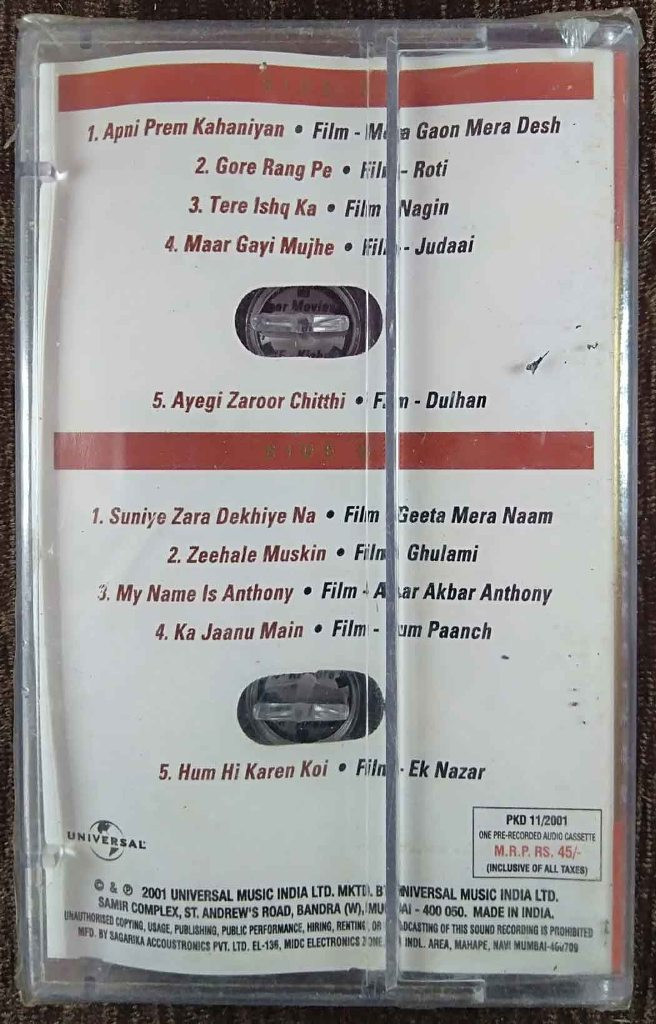 SIDE
1. Apni Prem Kahaniyan • Film - Mera Gaon Mera Desh
2. Gore Rang Pe • Film - Roti
3. Tere Ishq Ka • Film Nagin
4. Maar Gayi Mujhe • Film - Judaai
5. Ayegi Zaroor Chitthi • Film - Dulhan
SIDE
1. Suniye Zara Dekhiye Na • Film Geeta Mera Naam
2. Zeehale Muskin • Film Ghulami
3. My Name Is Anthony • Film - Amar Akbar Anthony
4. Ka Jaanu Main • Film - Hum Paanch
5. Hum Hi Karen Koi • Film - Ek Nazar
UNIVERSAL
PKD 11/2001
ONE PRE-RECORDED AUDIO CASSETTE
M.R.P. RS. 45/-
(INCLUSIVE OF ALL TAXES)
© & ℗ 2001 UNIVERSAL MUSIC INDIA LTD. MKTD. BY UNIVERSAL MUSIC INDIA LTD.
SAMIR COMPLEX, ST. ANDREW'S ROAD, BANDRA (W), MUMBAI - 400 050. MADE IN INDIA.
UNAUTHORISED COPYING, USAGE, PUBLISHING, PUBLIC PERFORMANCE, HIRING, RENTING OR BROADCASTING OF THIS SOUND RECORDING IS PROHIBITED
MFD. BY SAGARIKA ACCOUSTRONICS PVT. LTD. EL-136, MIDC ELECTRONICS ZONE, INDL. AREA, MAHAPE, NAVI MUMBAI-400709